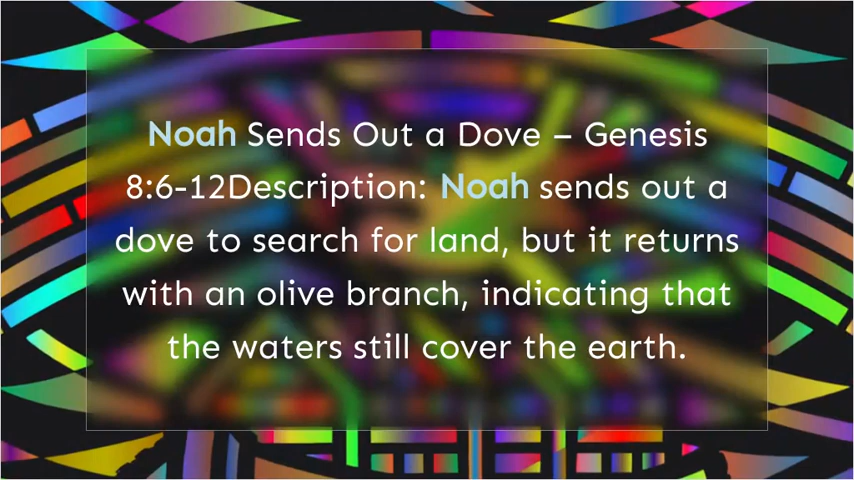 Noah Sends Out a Dove – Genesis
8:6-12Description: Noah sends out a
dove to search for land, but it returns
with an olive branch, indicating that
the waters still cover the earth.